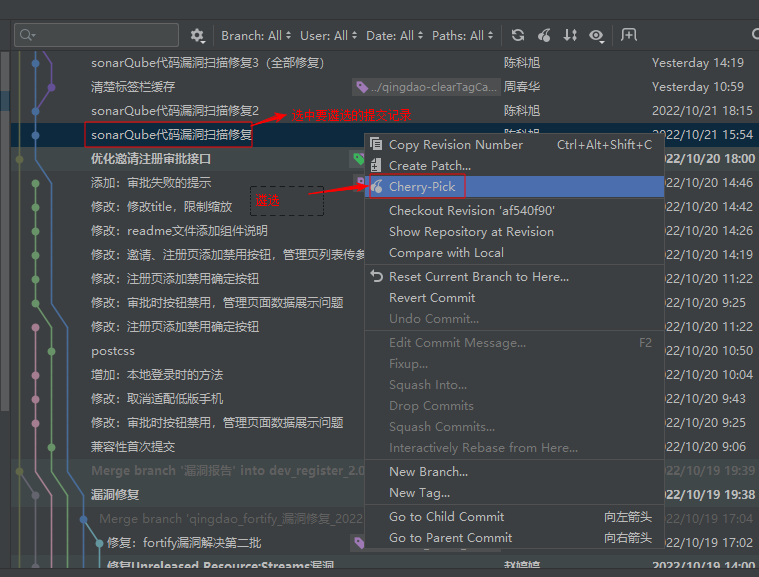 Branch: All User: All Date: All Paths: All
sonarQube代码漏洞扫描修复3（全部修复） 陈科旭 Yesterday 14:19
清楚标签栏缓存 ../qingdao-clearTagCa... 周春华 Yesterday 10:59
sonarQube代码漏洞扫描修复2 陈科旭 2022/10/21 18:15
sonarQube代码漏洞扫描修复 选中要遴选的提交记录 陈科旭 2022/10/21 15:54
Copy Revision Number Ctrl+Alt+Shift+C
优化邀请注册审批接口 22/10/20 18:00
Create Patch...
添加：审批失败的提示 22/10/20 14:46
Cherry-Pick
遴选
修改：修改title，限制缩放 22/10/20 14:42
Checkout Revision 'af540f90'
修改：readme文件添加组件说明 22/10/20 14:26
Show Repository at Revision
修改：邀请、注册页添加禁用按钮，管理页列表传参 22/10/20 14:19
Compare with Local
修改：注册页添加禁用确定按钮 22/10/20 11:22
Reset Current Branch to Here...
修改：审批时按钮禁用，管理页面数据展示问题 22/10/20 9:25
Revert Commit
修改：注册页添加禁用确定按钮 22/10/20 11:22
Undo Commit...
postcss 22/10/20 10:50
Edit Commit Message... F2
增加：本地登录时的方法 22/10/20 10:04
Fixup...
Squash Into...
修改：取消适配低版手机 22/10/20 9:43
Drop Commits
修改：审批时按钮禁用，管理页面数据展示问题 22/10/20 9:25
Squash Commits...
兼容性首次提交 22/10/20 9:06
Interactively Rebase from Here...
Merge branch '漏洞报告' into dev_register_2.0 22/10/19 19:39
New Branch...
漏洞修复 22/10/19 19:38
New Tag...
Merge branch 'qingdao_fortify_漏洞修复_2022 22/10/19 17:02
Go to Child Commit 向左箭头
修复：fortify漏洞解决第二批 22/10/19 17:02
Go to Parent Commit 向右箭头
修复Unreleased Resource:Streams漏洞 赵婷婷 2022/10/19 14:00